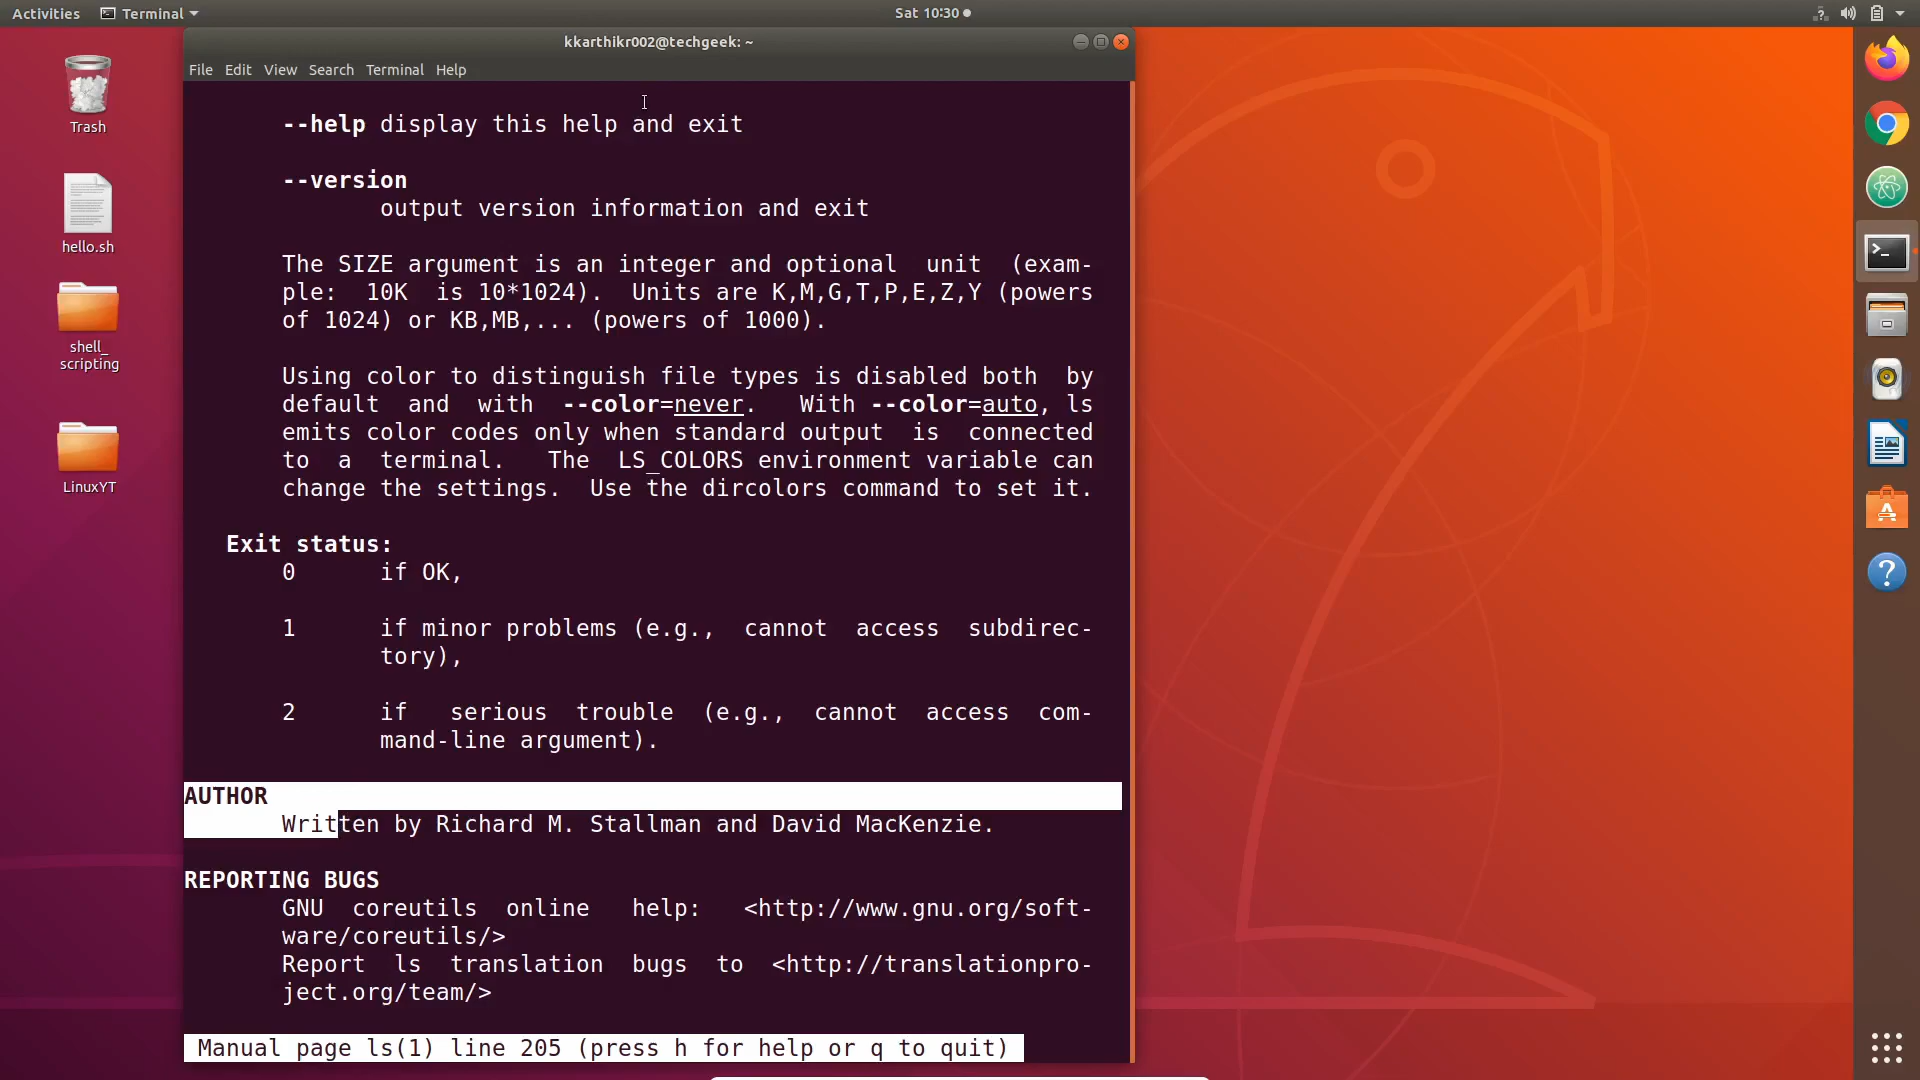 Activities
Terminal
Sat 10:30
kkarthikr002@techgeek: ~
File Edit View Search Terminal Help
Trash
hello.sh
shell_
scripting
LinuxYT
--help display this help and exit
--version
output version information and exit
The SIZE argument is an integer and optional unit (exam-
ple: 10K is 10*1024). Units are K,M,G,T,P,E,Z,Y (powers
of 1024) or KB,MB,... (powers of 1000).
Using color to distinguish file types is disabled both by
default and with --color=never. With --color=auto, ls
emits color codes only when standard output is connected
to a terminal. The LS_COLORS environment variable can
change the settings. Use the dircolors command to set it.
Exit status:
0 if OK,
1 if minor problems (e.g., cannot access subdirec-
tory),
2 if serious trouble (e.g., cannot access com-
mand-line argument).
AUTHOR
Written by Richard M. Stallman and David MacKenzie.
REPORTING BUGS
GNU coreutils online help: <http://www.gnu.org/soft-
ware/coreutils/>
Report ls translation bugs to <http://translationpro-
ject.org/team/>
Manual page ls(1) line 205 (press h for help or q to quit)